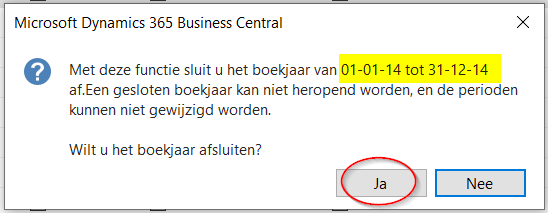 Microsoft Dynamics 365 Business Central
Met deze functie sluit u het boekjaar van 01-01-14 tot 31-12-14
af.Een gesloten boekjaar kan niet heropend worden, en de perioden
kunnen niet gewijzigd worden.
Wilt u het boekjaar afsluiten?
Ja
Nee